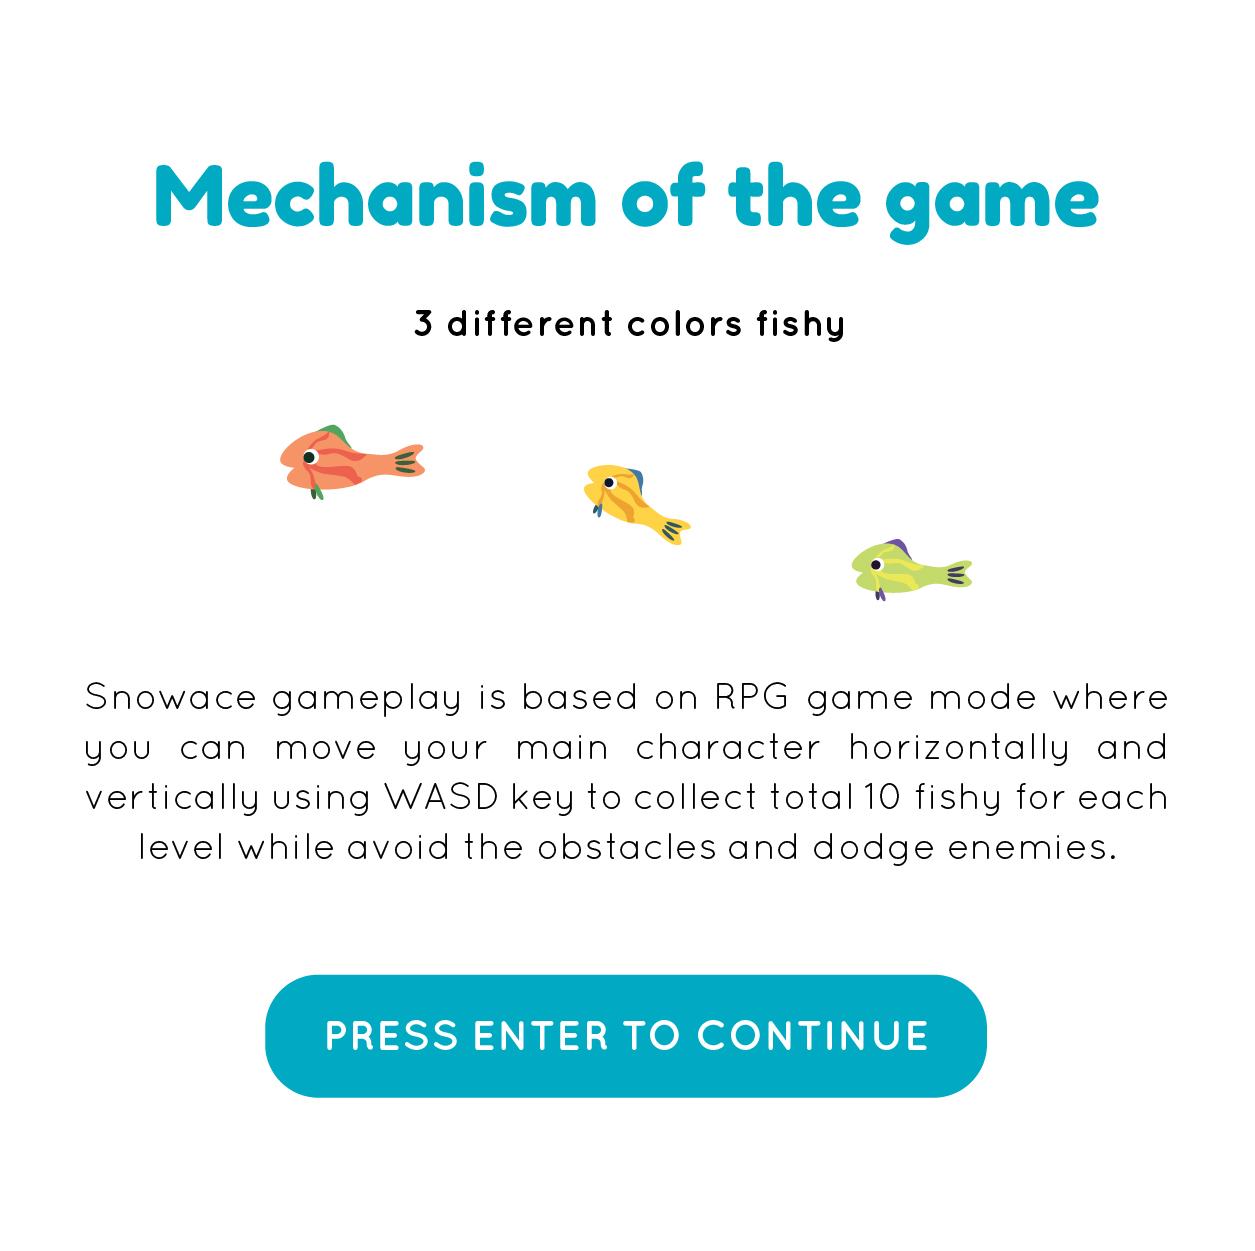 Mechanism of the game
3 different colors fishy
Snowace gameplay is based on RPG game mode where
you can move your main character horizontally and
vertically using WASD key to collect total 10 fishy for each
level while avoid the obstacles and dodge enemies.
PRESS ENTER TO CONTINUE